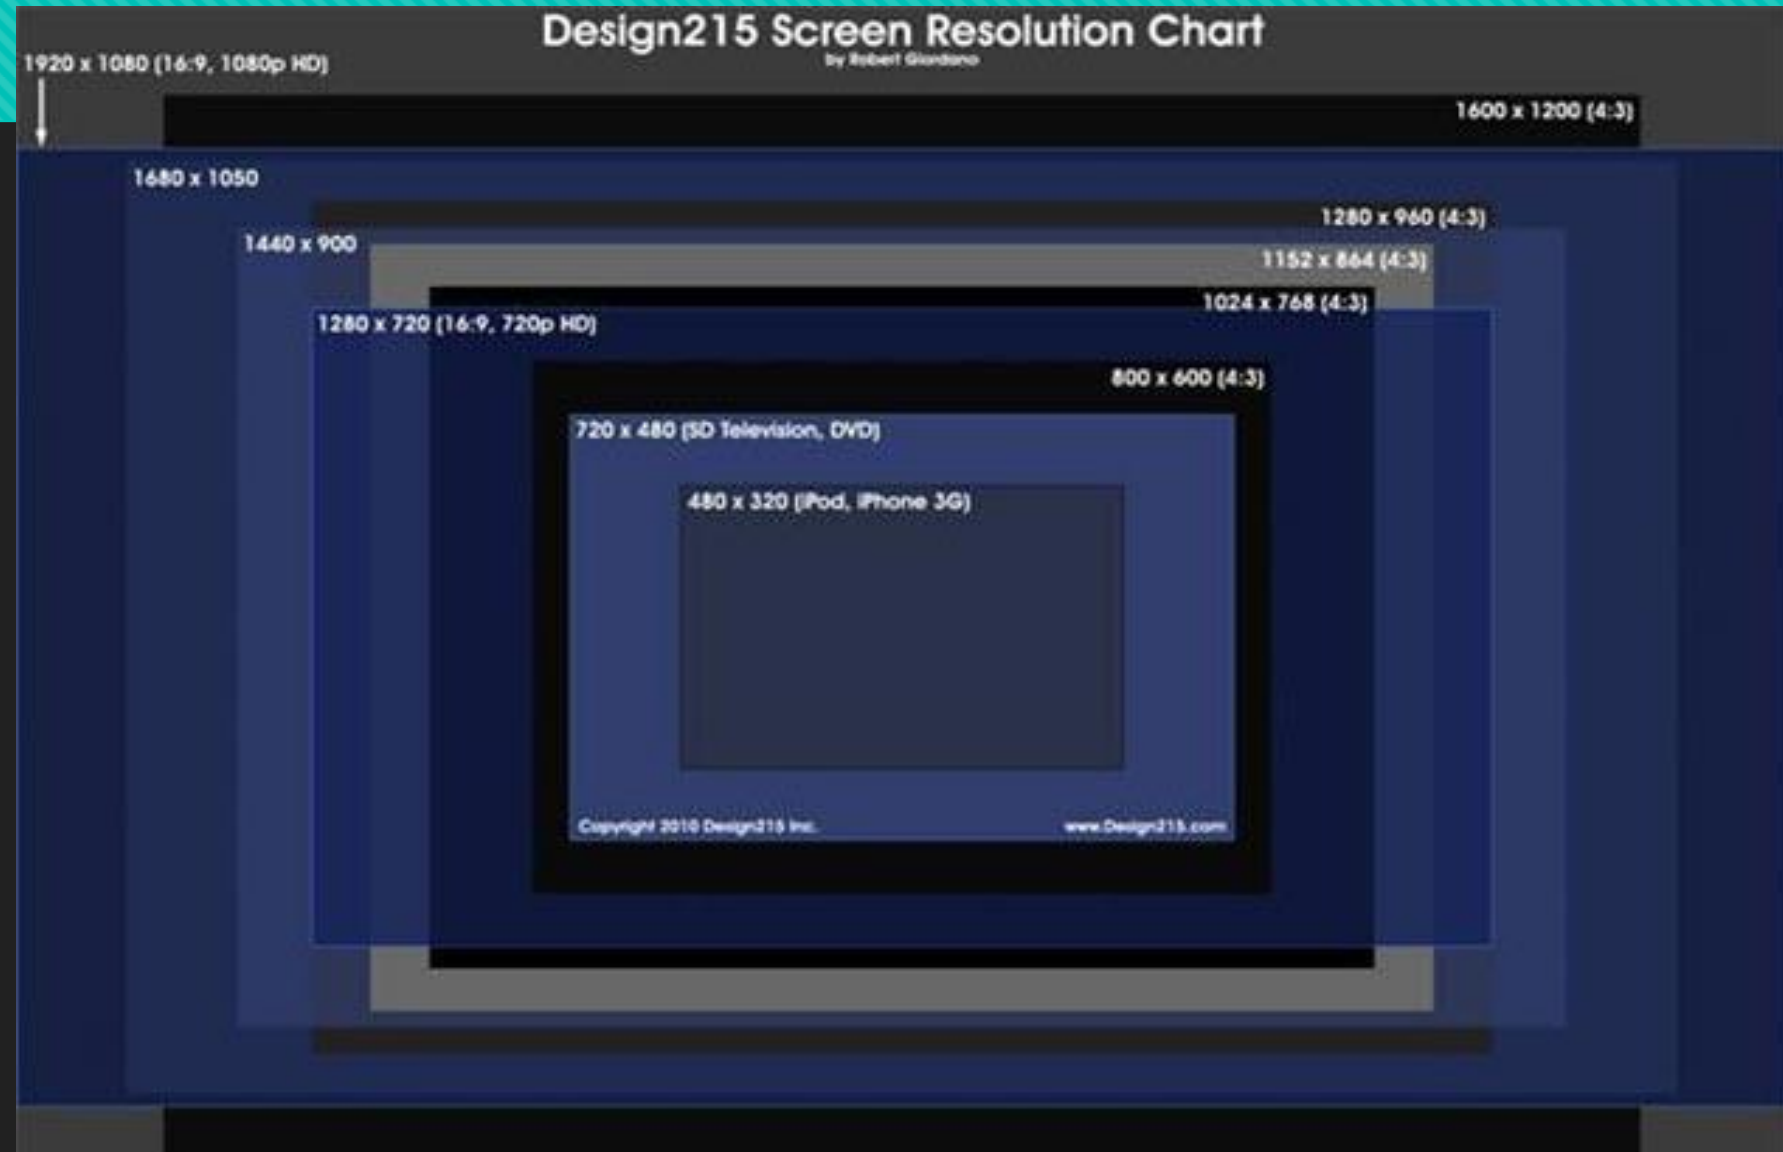 Design215 Screen Resolution Chart
by Robert Giordano
1920 x 1080 (16:9, 1080p HD)
1600 x 1200 (4:3)
1680 x 1050
1280 x 960 (4:3)
1440 x 900
1152 x 864 (4:3)
1024 x 768 (4:3)
1280 x 720 (16:9, 720p HD)
800 x 600 (4:3)
720 x 480 (SD Television, DVD)
480 x 320 (iPod, iPhone 3G)
Copyright 2010 Design215 Inc.
www.Design215.com